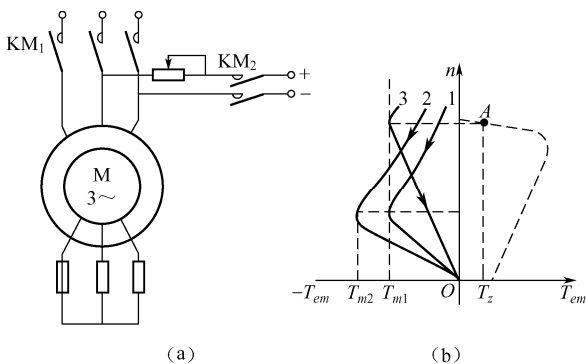 KM₁
KM₂
+
−
M
3～
(a)
n
3 2 1
A
−Tem Tm2 Tm1 O Tz Tem
(b)